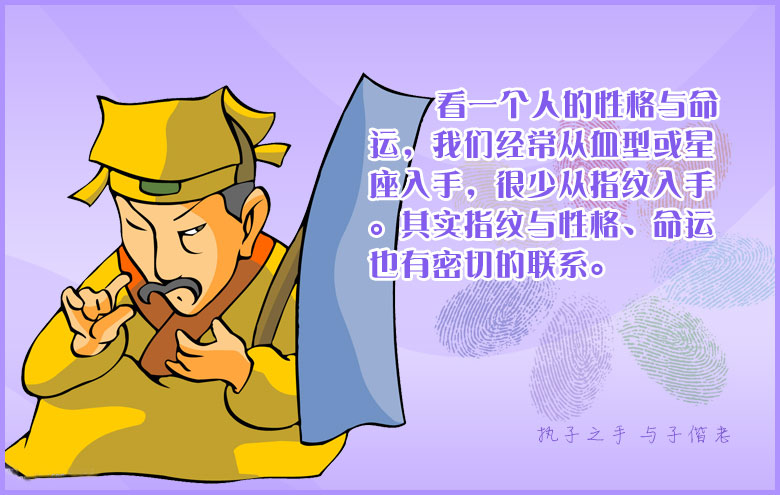 看一个人的性格与命
运，我们经常从血型或星
座入手，很少从指纹入手
。其实指纹与性格、命运
也有密切的联系。
执子之手 与子偕老